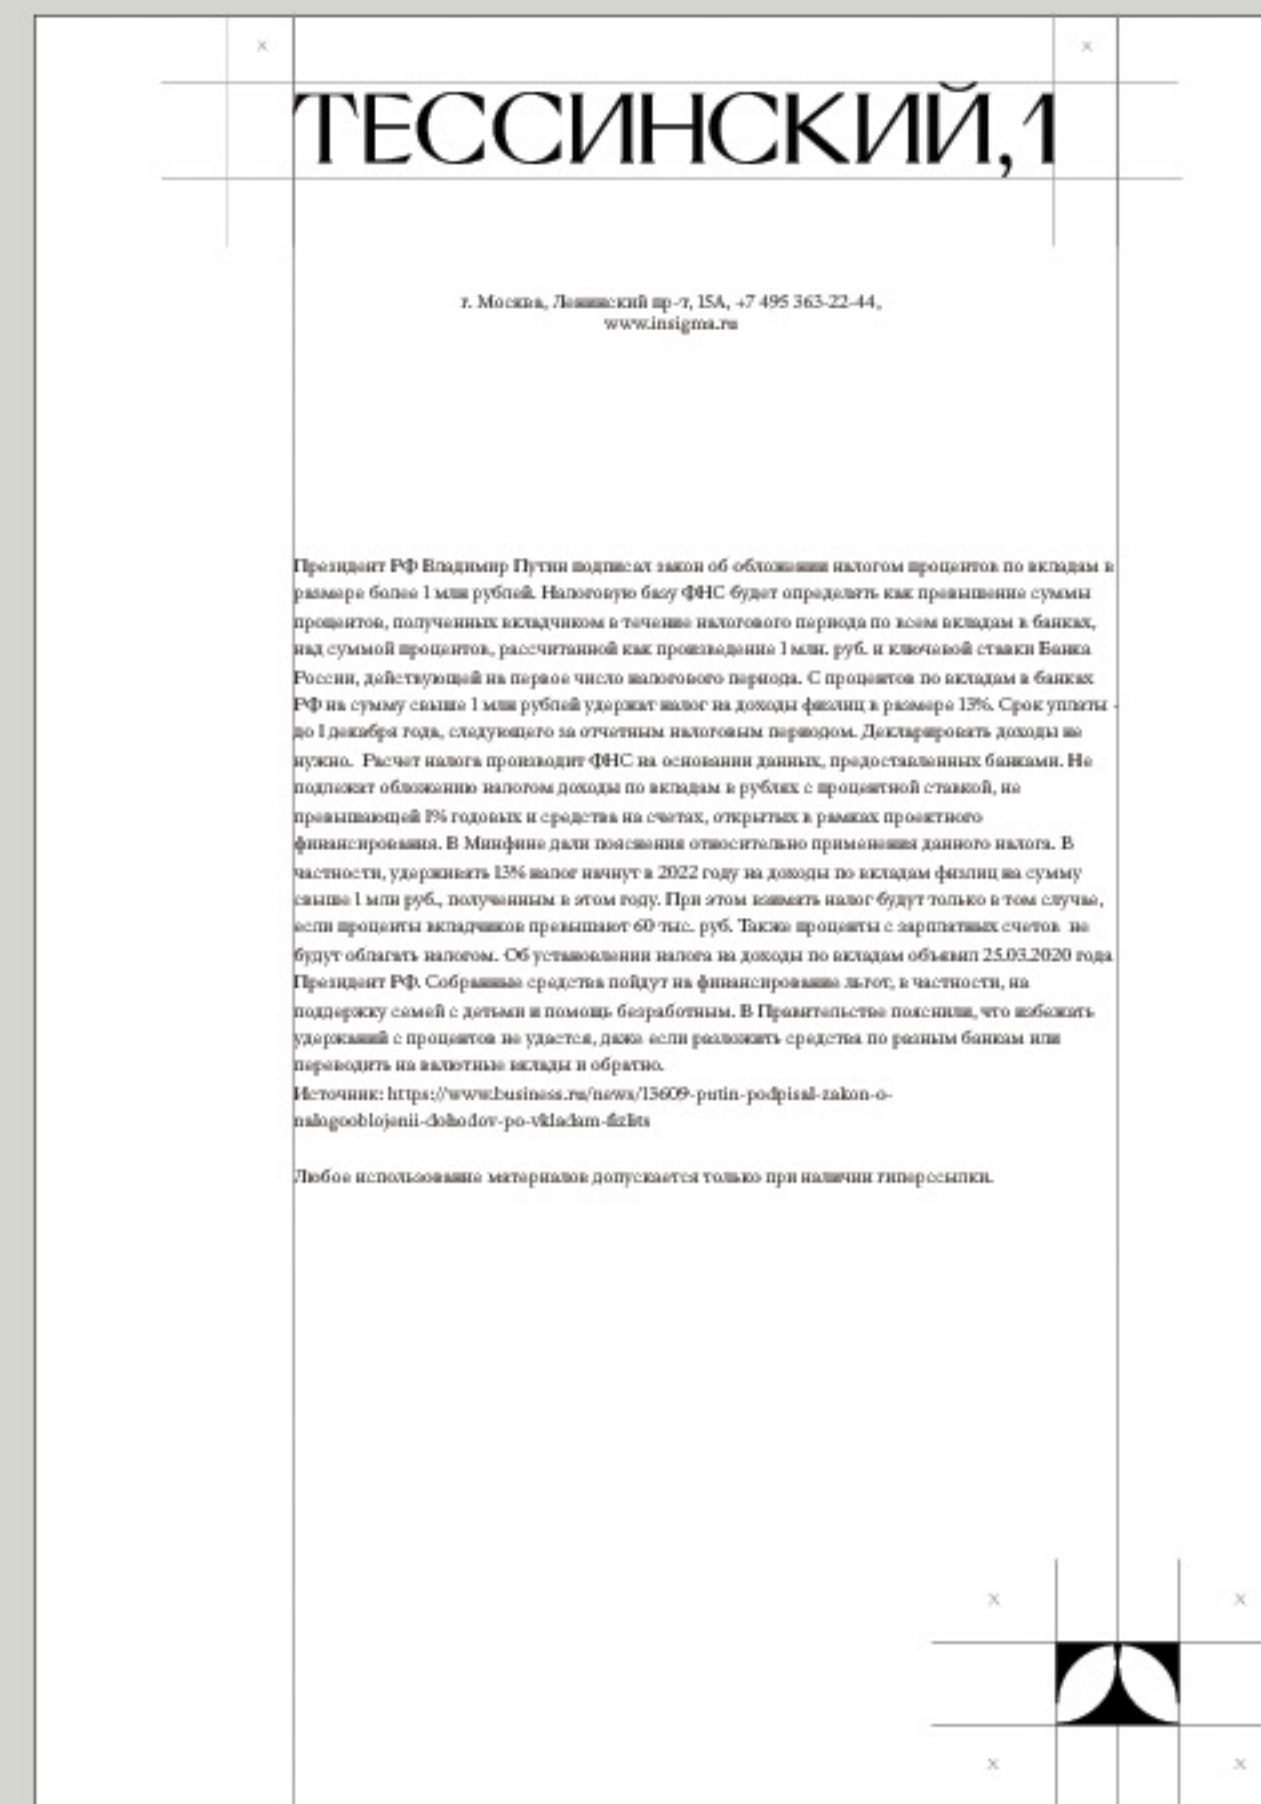 x x
ТЕССИНСКИЙ,1
г. Москва, Ленинский пр-т, 15А, +7 495 363-22-44,
www.insigma.ru
Президент РФ Владимир Путин подписал закон об обложении налогом процентов по вкладам в
размере более 1 млн рублей. Налоговую базу ФНС будет определять как превышение суммы
процентов, полученных вкладчиком в течение налогового периода по всем вкладам в банках,
над суммой процентов, рассчитанной как произведение 1 млн. руб. и ключевой ставки Банка
России, действующей на первое число налогового периода. С процентов по вкладам в банках
РФ на сумму свыше 1 млн рублей удержат налог на доходы физлиц в размере 13%. Срок уплаты -
до 1 декабря года, следующего за отчетным налоговым периодом. Декларировать доходы не
нужно. Расчет налога производит ФНС на основании данных, предоставленных банками. Не
подлежат обложению налогом доходы по вкладам в рублях с процентной ставкой, не
превышающей 1% годовых и средства на счетах, открытых в рамках проектного
финансирования. В Минфине дали пояснения относительно применения данного налога. В
частности, удерживать 13% налог начнут в 2022 году на доходы по вкладам физлиц на сумму
свыше 1 млн руб., полученным в этом году. При этом взимать налог будут только в том случае,
если проценты вкладчиков превышают 60 тыс. руб. Также проценты с зарплатных счетов не
будут облагать налогом. Об установлении налога на доходы по вкладам объявил 25.03.2020 года
Президент РФ. Собранные средства пойдут на финансирование льгот, в частности, на
поддержку семей с детьми и помощь безработным. В Правительстве пояснили, что избежать
удержаний с процентов не удастся, даже если разложить средства по разным банкам или
переводить на валютные вклады и обратно.
Источник: https://www.business.ru/news/13609-putin-podpisal-zakon-o-
nalogooblojenii-dohodov-po-vkladam-fizlits
Любое использование материалов допускается только при наличии гиперссылки.
x x
x x